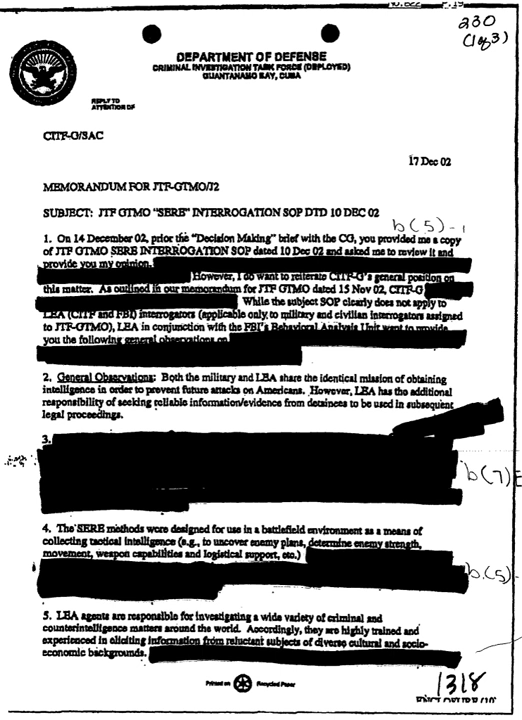 230
(1 of 3)
DEPARTMENT OF DEFENSE
CRIMINAL INVESTIGATION TASK FORCE (DEPLOYED)
GUANTANAMO BAY, CUBA
REPLY TO
ATTENTION OF
CITF-G/SAC
17 Dec 02
MEMORANDUM FOR JTF-GTMO/J2
SUBJECT: JTF GTMO "SERE" INTERROGATION SOP DTD 10 DEC 02
b(5)-1
1. On 14 December 02, prior the "Decision Making" brief with the CG, you provided me a copy
of JTF GTMO SERE INTERROGATION SOP dated 10 Dec 02 and asked me to review it and
provide you my opinion.
However, I do want to reiterate CITF-G's general position on
this matter. As outlined in our memorandum for JTF GTMO dated 15 Nov 02, CITF-G
While the subject SOP clearly does not apply to
LEA (CITF and FBI) interrogators (applicable only to military and civilian interrogators assigned
to JTF-GTMO), LEA in conjunction with the FBI's Behavioral Analysis Unit want to provide
you the following general observations on
2. General Observations: Both the military and LEA share the identical mission of obtaining
intelligence in order to prevent future attacks on Americans. However, LEA has the additional
responsibility of seeking reliable information/evidence from detainees to be used in subsequent
legal proceedings.
3.
b(7)E
4. The SERE methods were designed for use in a battlefield environment as a means of
collecting tactical intelligence (e.g., to uncover enemy plans, determine enemy strength,
movement, weapon capabilities and logistical support, etc.)
b(5)-
5. LEA agents are responsible for investigating a wide variety of criminal and
counterintelligence matters around the world. Accordingly, they are highly trained and
experienced in eliciting information from reluctant subjects of diverse cultural and socio-
economic backgrounds.
Printed on Recycled Paper
1318